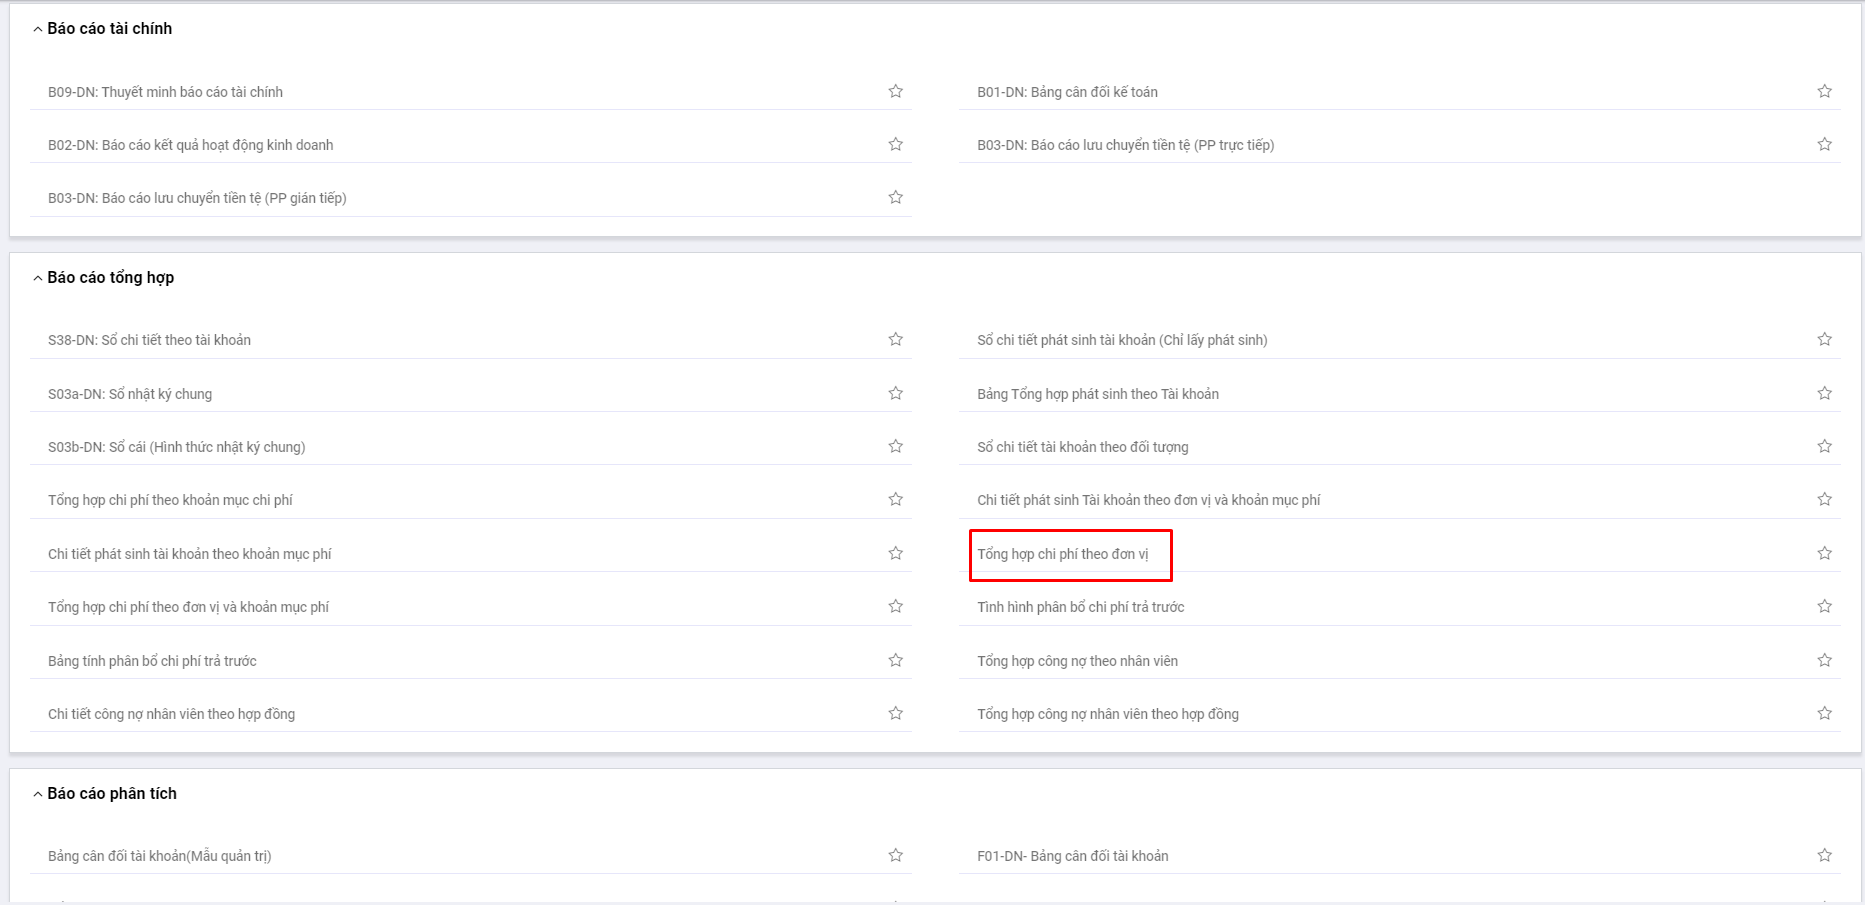 Báo cáo tài chính
B09-DN: Thuyết minh báo cáo tài chính
B01-DN: Bảng cân đối kế toán
B02-DN: Báo cáo kết quả hoạt động kinh doanh
B03-DN: Báo cáo lưu chuyển tiền tệ (PP trực tiếp)
B03-DN: Báo cáo lưu chuyển tiền tệ (PP gián tiếp)
Báo cáo tổng hợp
S38-DN: Sổ chi tiết theo tài khoản
Sổ chi tiết phát sinh tài khoản (Chỉ lấy phát sinh)
S03a-DN: Sổ nhật ký chung
Bảng Tổng hợp phát sinh theo Tài khoản
S03b-DN: Sổ cái (Hình thức nhật ký chung)
Sổ chi tiết tài khoản theo đối tượng
Tổng hợp chi phí theo khoản mục chi phí
Chi tiết phát sinh Tài khoản theo đơn vị và khoản mục phí
Chi tiết phát sinh tài khoản theo khoản mục phí
Tổng hợp chi phí theo đơn vị
Tổng hợp chi phí theo đơn vị và khoản mục phí
Tình hình phân bổ chi phí trả trước
Bảng tính phân bổ chi phí trả trước
Tổng hợp công nợ theo nhân viên
Chi tiết công nợ nhân viên theo hợp đồng
Tổng hợp công nợ nhân viên theo hợp đồng
Báo cáo phân tích
Bảng cân đối tài khoản(Mẫu quản trị)
F01-DN- Bảng cân đối tài khoản